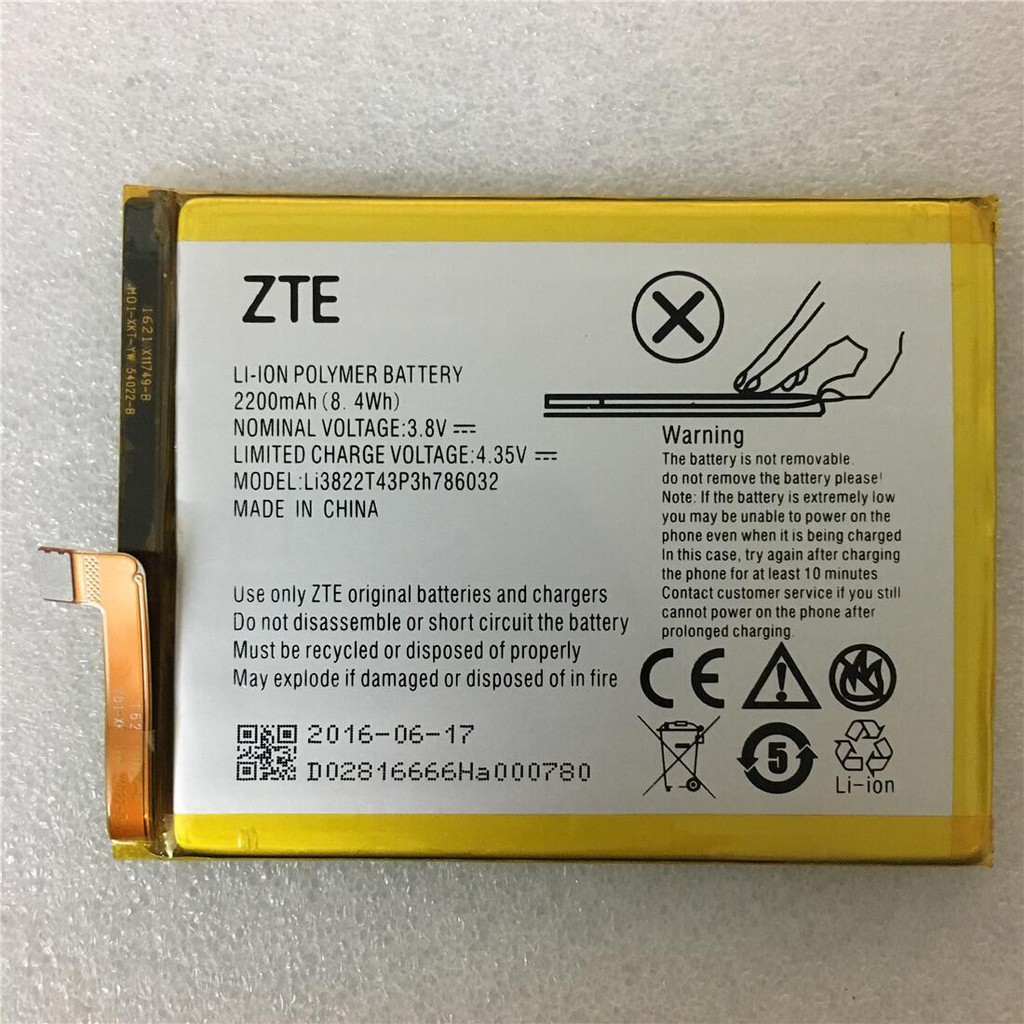 ZTE
LI-ION POLYMER BATTERY
2200mAh (8. 4Wh)
NOMINAL VOLTAGE:3.8V ⎓
LIMITED CHARGE VOLTAGE:4.35V ⎓
MODEL:Li3822T43P3h786032
MADE IN CHINA
Warning
The battery is not removable.
do not remove the battery please!
Note: If the battery is extremely low
you may be unable to power on the
phone even when it is being charged
In this case, try again after charging
the phone for at least 10 minutes
Contact customer service if you still
cannot power on the phone after
prolonged charging.
Use only ZTE original batteries and chargers
Do not disassemble or short circuit the battery
Must be recycled or disposed of properly
May explode if damaged or disposed of in fire
CE
5
Li-ion
2016-06-17
D02816666Ha000780
1621 X11749-B
M01-XKT-YW 54022-B